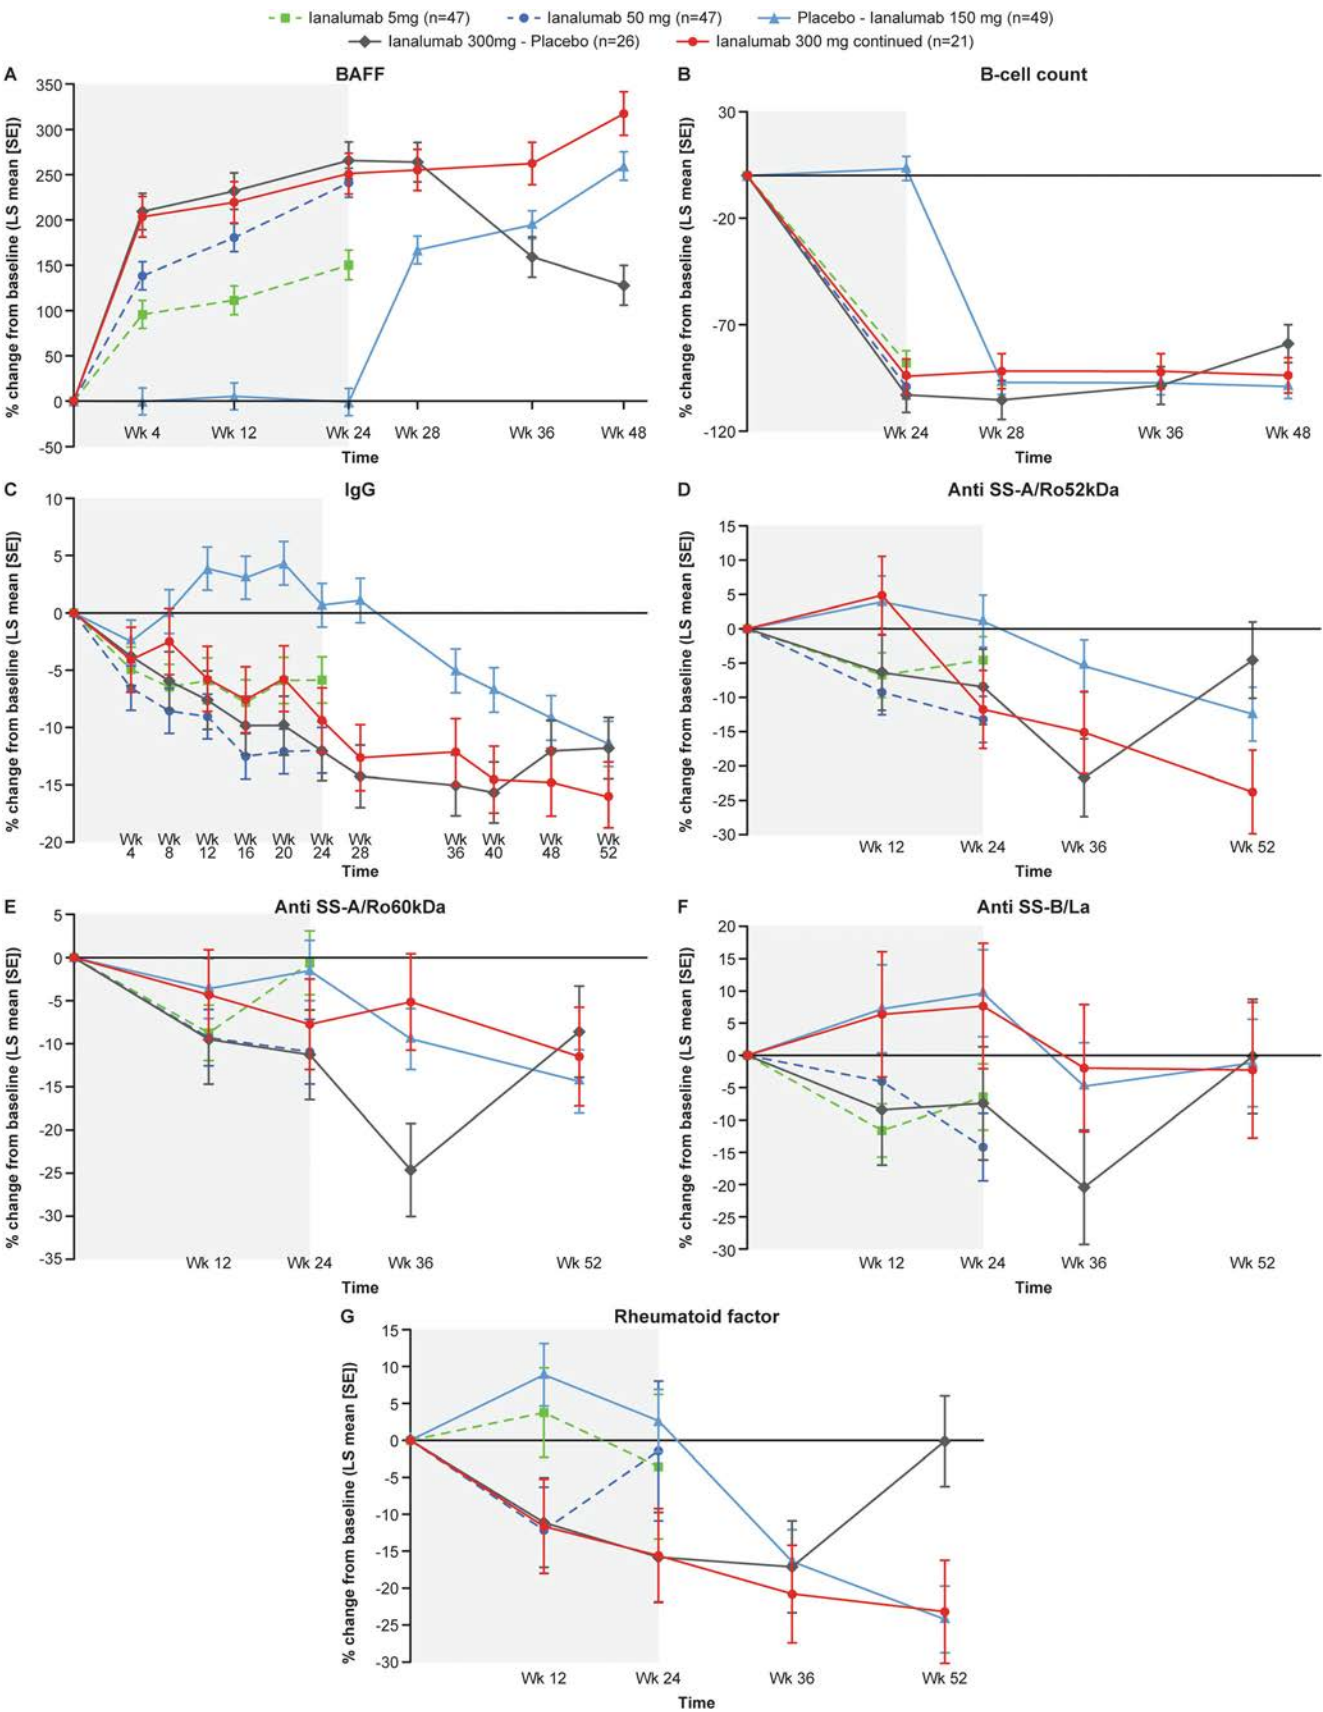 Ianalumab 5mg (n=47) Ianalumab 50 mg (n=47) Placebo - Ianalumab 150 mg (n=49)
Ianalumab 300mg - Placebo (n=26) Ianalumab 300 mg continued (n=21)
A BAFF
% change from baseline (LS mean [SE])
350
300
250
200
150
100
50
0
-50
Wk 4 Wk 12 Wk 24 Wk 28 Wk 36 Wk 48
Time
B B-cell count
% change from baseline (LS mean [SE])
30
-20
-70
-120
Wk 24 Wk 28 Wk 36 Wk 48
Time
C IgG
% change from baseline (LS mean [SE])
10
5
0
-5
-10
-15
-20
Wk Wk Wk Wk Wk Wk Wk Wk Wk Wk Wk
4 8 12 16 20 24 28 36 40 48 52
Time
D Anti SS-A/Ro52kDa
% change from baseline (LS mean [SE])
15
10
5
0
-5
-10
-15
-20
-25
-30
Wk 12 Wk 24 Wk 36 Wk 52
Time
E Anti SS-A/Ro60kDa
% change from baseline (LS mean [SE])
5
0
-5
-10
-15
-20
-25
-30
-35
Wk 12 Wk 24 Wk 36 Wk 52
Time
F Anti SS-B/La
% change from baseline (LS mean [SE])
20
15
10
5
0
-5
-10
-15
-20
-25
-30
Wk 12 Wk 24 Wk 36 Wk 52
Time
G Rheumatoid factor
% change from baseline (LS mean [SE])
15
10
5
0
-5
-10
-15
-20
-25
-30
Wk 12 Wk 24 Wk 36 Wk 52
Time